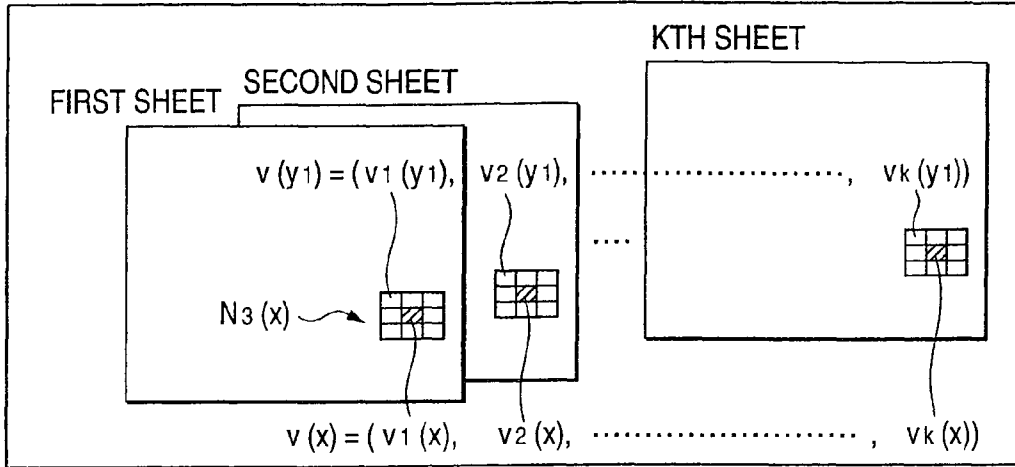 KTH SHEET
SECOND SHEET
FIRST SHEET
v (y1) = (v1 (y1), v2 (y1), ························, vk (y1))
····
N3 (x)
v (x) = ( v1 (x), v2 (x), ························, vk (x))